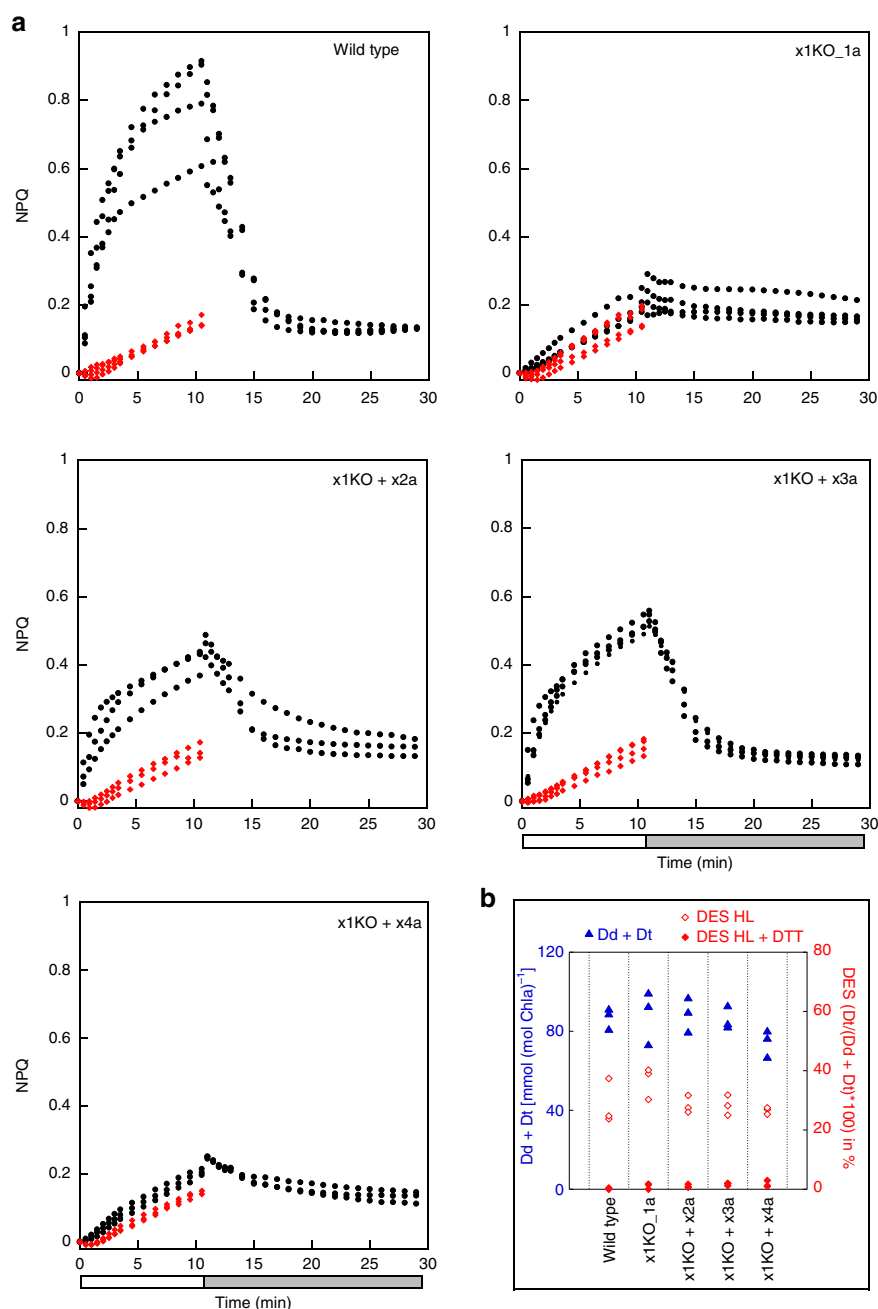 a
Wild type
1
0.8
0.6
0.4
0.2
0
NPQ
0 5 10 15 20 25 30
x1KO_1a
1
0.8
0.6
0.4
0.2
0
0 5 10 15 20 25 30
x1KO + x2a
1
0.8
0.6
0.4
0.2
0
NPQ
0 5 10 15 20 25 30
x1KO + x3a
1
0.8
0.6
0.4
0.2
0
0 5 10 15 20 25 30
Time (min)
x1KO + x4a
1
0.8
0.6
0.4
0.2
0
NPQ
0 5 10 15 20 25 30
Time (min)
b
◇ DES HL
▲ Dd + Dt
◆ DES HL + DTT
120
80
40
0
Dd + Dt [mmol (mol Chla)⁻¹]
80
60
40
20
0
DES (Dt/(Dd + Dt)*100) in %
Wild type
x1KO_1a
x1KO + x2a
x1KO + x3a
x1KO + x4a